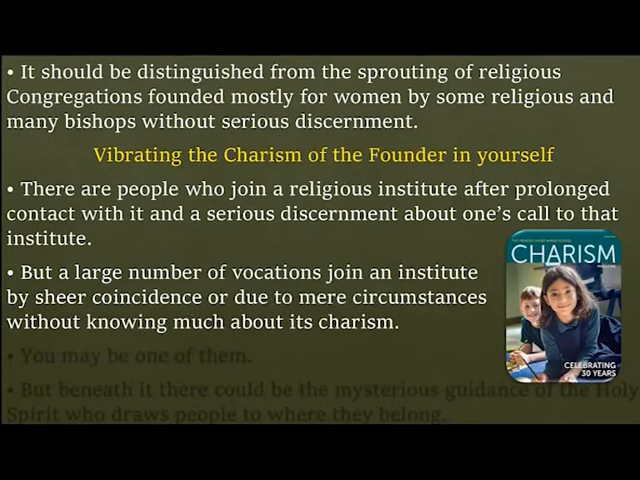 • It should be distinguished from the sprouting of religious
Congregations founded mostly for women by some religious and
many bishops without serious discernment.
Vibrating the Charism of the Founder in yourself
• There are people who join a religious institute after prolonged
contact with it and a serious discernment about one's call to that
institute.
• But a large number of vocations join an institute
by sheer coincidence or due to mere circumstances
without knowing much about its charism.
CHARISM
CELEBRATING
30 YEARS
• You may be one of them.
• But beneath it there could be the mysterious guidance of the Holy
Spirit who draws people to where they belong.